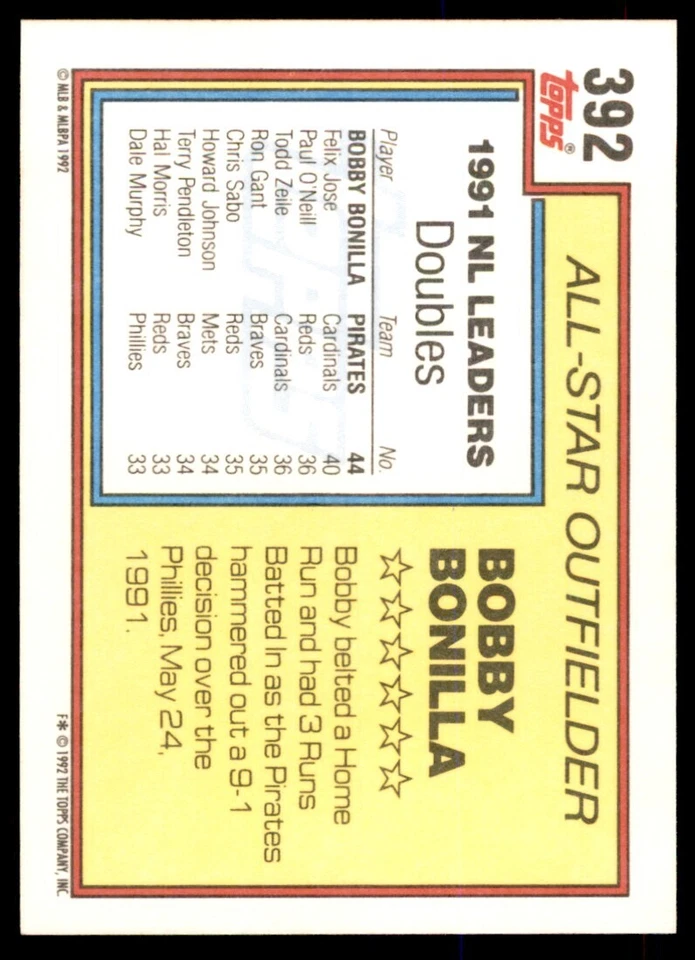 392
TOPPS®
ALL-STAR OUTFIELDER
1991 NL LEADERS
Doubles
Player Team No.
BOBBY BONILLA PIRATES 44
Felix Jose Cardinals 40
Paul O'Neill Reds 36
Todd Zeile Cardinals 36
Ron Gant Braves 35
Chris Sabo Reds 35
Howard Johnson Mets 34
Terry Pendleton Braves 34
Hal Morris Reds 33
Dale Murphy Phillies 33
BOBBY
BONILLA
Bobby belted a Home
Run and had 3 Runs
Batted In as the Pirates
hammered out a 9-1
decision over the
Phillies, May 24,
1991.
© MLB & MLBPA 1992
F* © 1992 THE TOPPS COMPANY, INC.